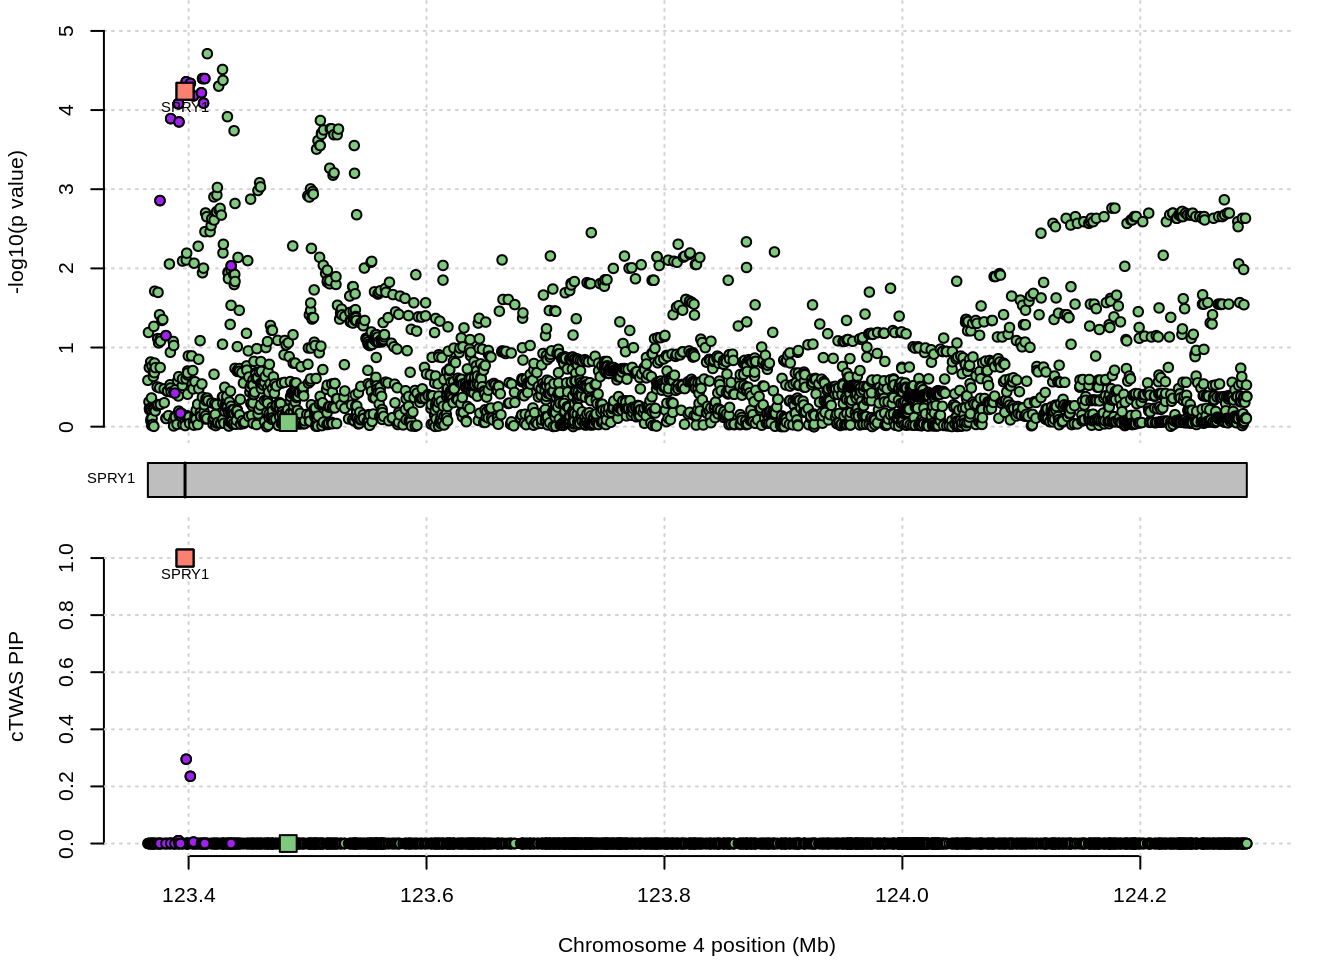 5
4
3
2
1
0
-log10(p value)
SPRY1
SPRY1
1.0
0.8
0.6
0.4
0.2
0.0
cTWAS PIP
SPRY1
123.4 123.6 123.8 124.0 124.2
Chromosome 4 position (Mb)